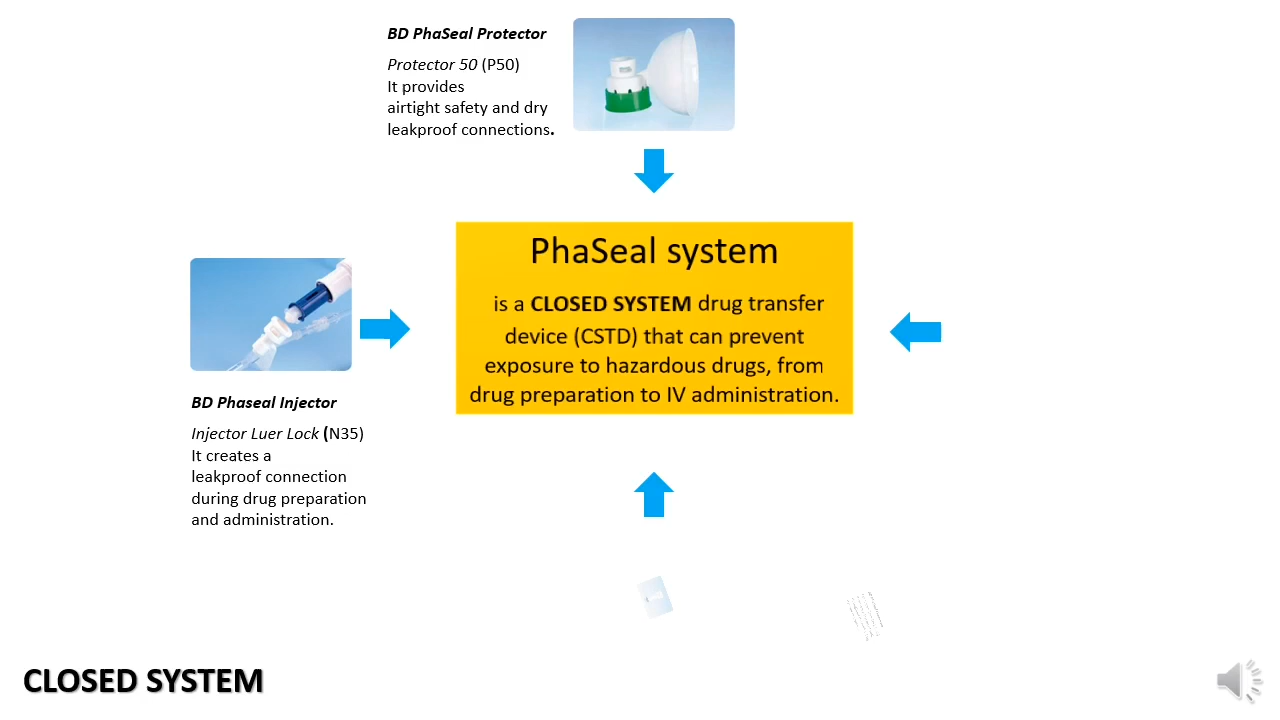 BD PhaSeal Protector
Protector 50 (P50)
It provides
airtight safety and dry
leakproof connections.
PhaSeal system
is a CLOSED SYSTEM drug transfer
device (CSTD) that can prevent
exposure to hazardous drugs, from
drug preparation to IV administration.
BD Phaseal Injector
Injector Luer Lock (N35)
It creates a
leakproof connection
during drug preparation
and administration.
CLOSED SYSTEM